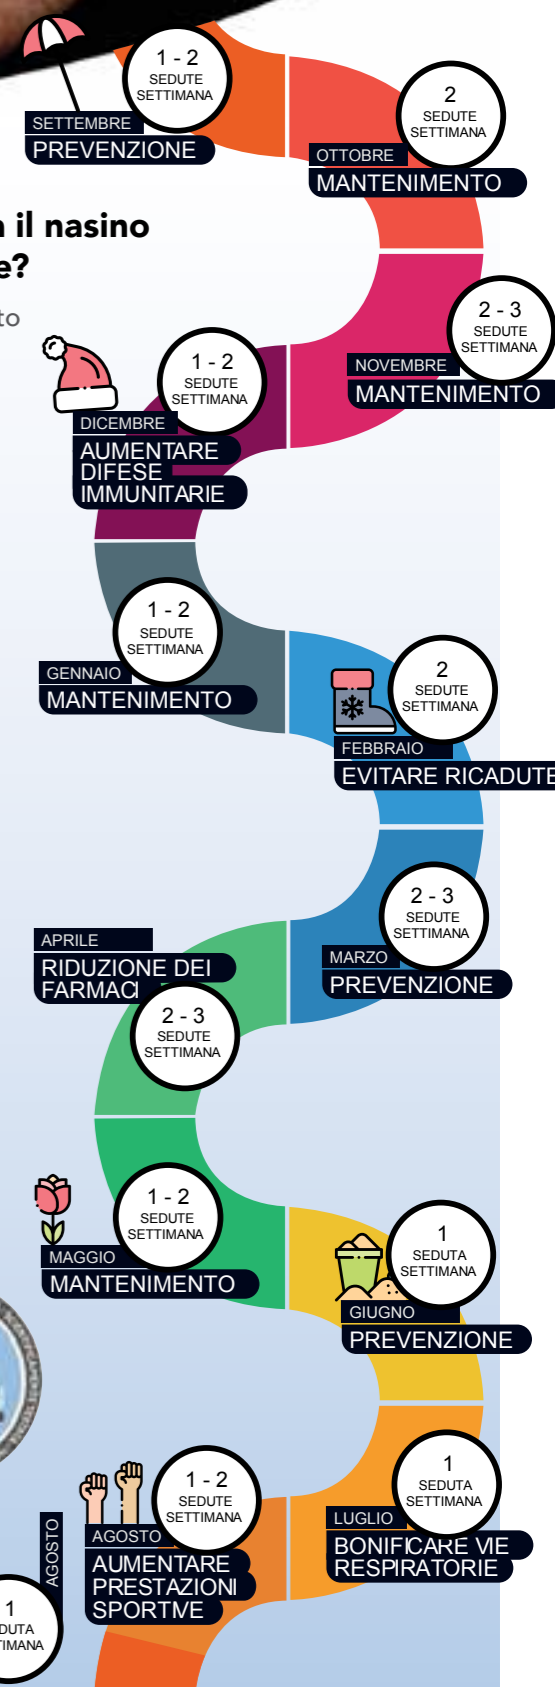 1 - 2
SEDUTE
SETTIMANA
SETTEMBRE
PREVENZIONE
2
SEDUTE
SETTIMANA
OTTOBRE
MANTENIMENTO
il nasino
2 - 3
SEDUTE
SETTIMANA
NOVEMBRE
MANTENIMENTO
1 - 2
SEDUTE
SETTIMANA
DICEMBRE
AUMENTARE
DIFESE
IMMUNITARIE
1 - 2
SEDUTE
SETTIMANA
GENNAIO
MANTENIMENTO
2
SEDUTE
SETTIMANA
FEBBRAIO
EVITARE RICADUTE
2 - 3
SEDUTE
SETTIMANA
MARZO
PREVENZIONE
APRILE
RIDUZIONE DEI
FARMACI
2 - 3
SEDUTE
SETTIMANA
1 - 2
SEDUTE
SETTIMANA
MAGGIO
MANTENIMENTO
1
SEDUTA
SETTIMANA
GIUGNO
PREVENZIONE
1
SEDUTA
SETTIMANA
LUGLIO
BONIFICARE VIE
RESPIRATORIE
1 - 2
SEDUTE
SETTIMANA
AGOSTO
AUMENTARE
PRESTAZIONI
SPORTIVE
AGOSTO
1